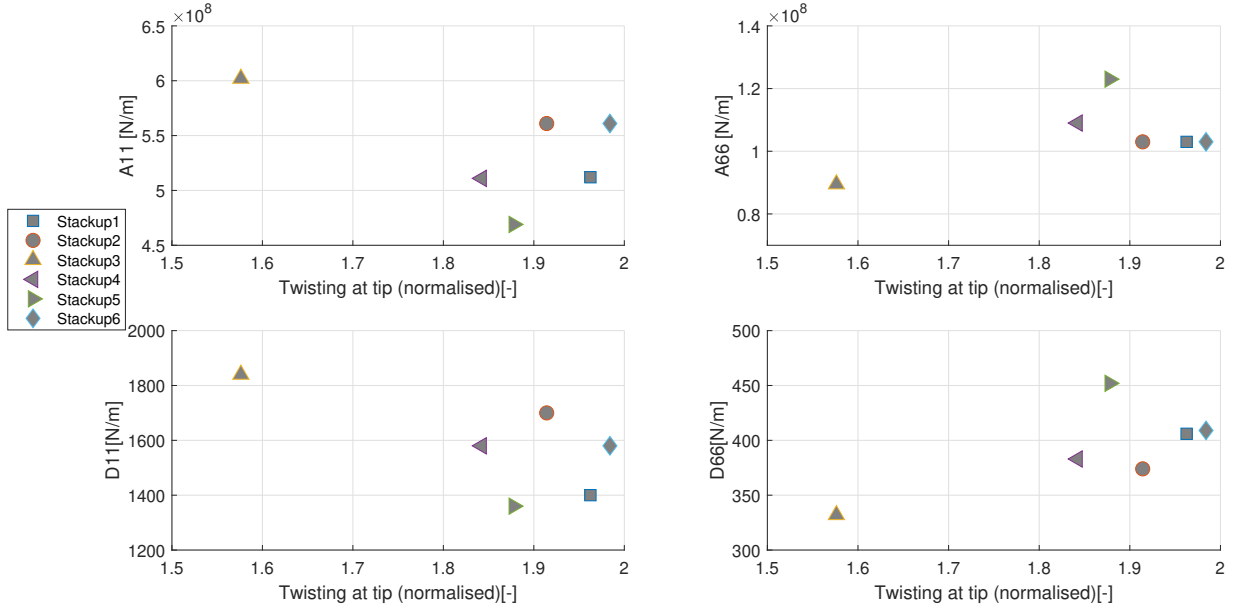 ×10⁸
6.5
6
5.5
5
4.5
A11 [N/m]
1.5 1.6 1.7 1.8 1.9 2
Twisting at tip (normalised)[-]
×10⁸
1.4
1.2
1
0.8
A66 [N/m]
1.5 1.6 1.7 1.8 1.9 2
Twisting at tip (normalised)[-]
Stackup1
Stackup2
Stackup3
Stackup4
Stackup5
Stackup6
2000
1800
1600
1400
1200
D11[N/m]
1.5 1.6 1.7 1.8 1.9 2
Twisting at tip (normalised)[-]
500
450
400
350
300
D66[N/m]
1.5 1.6 1.7 1.8 1.9 2
Twisting at tip (normalised)[-]